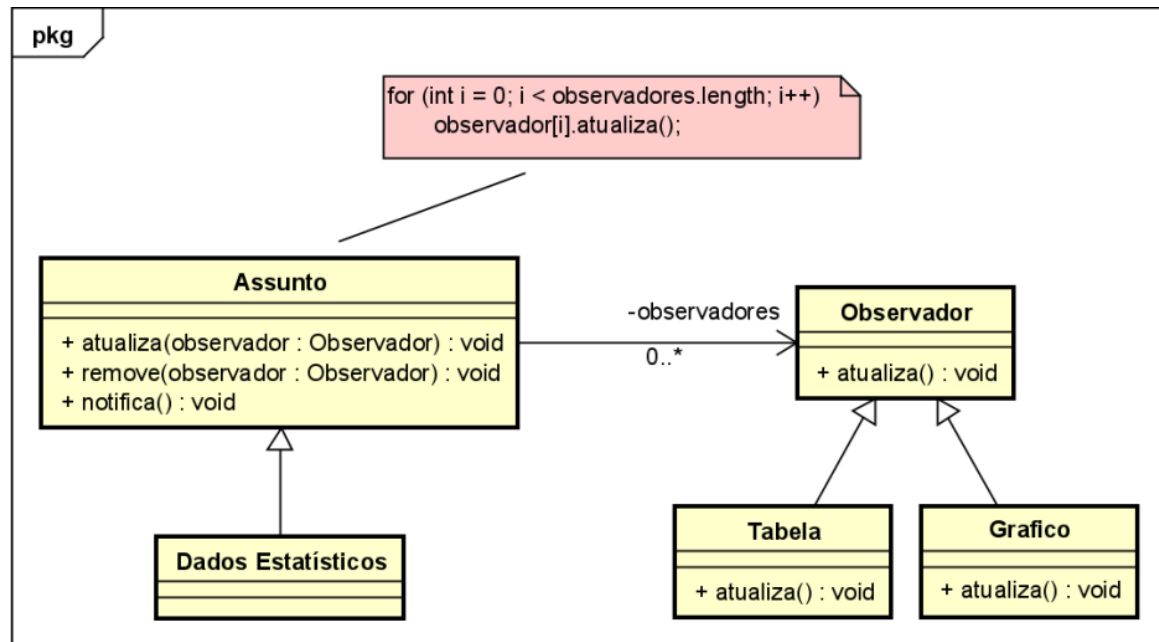 pkg
for (int i = 0; i < observadores.length; i++)
observador[i].atualiza();
Assunto
+ atualiza(observador : Observador) : void
+ remove(observador : Observador) : void
+ notifica() : void
-observadores
0..*
Observador
+ atualiza() : void
Dados Estatísticos
Tabela
+ atualiza() : void
Grafico
+ atualiza() : void